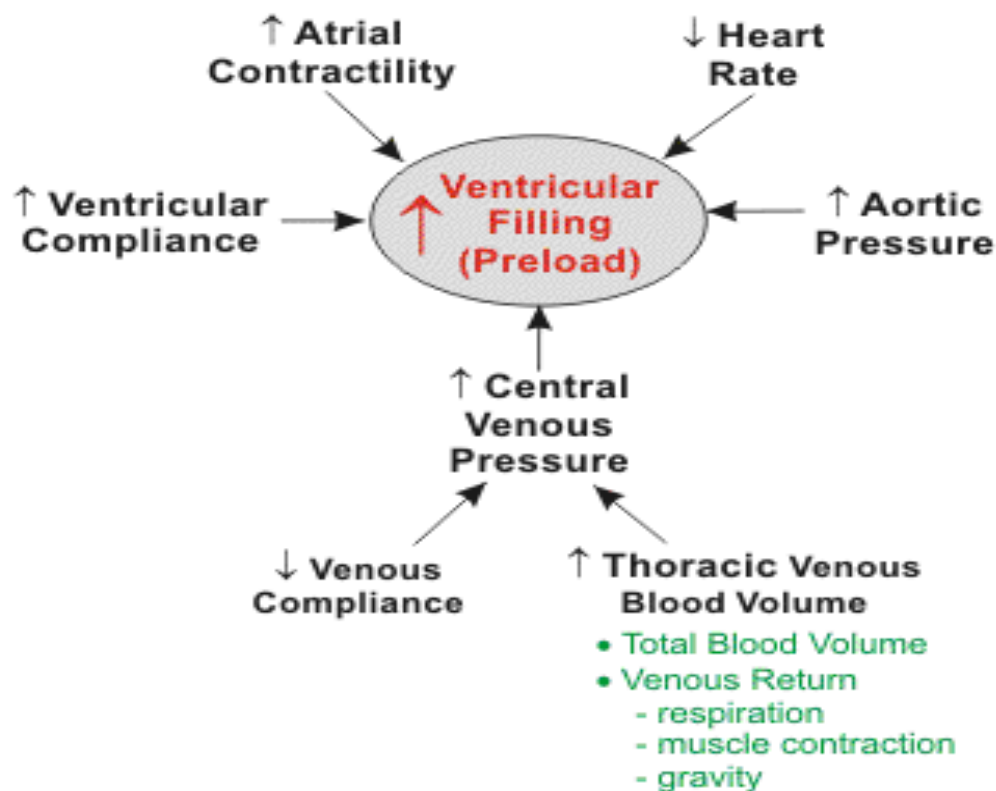 ↑ Atrial
Contractility
↓ Heart
Rate
↑ Ventricular
Compliance
↑ Ventricular
Filling
(Preload)
↑ Aortic
Pressure
↑ Central
Venous
Pressure
↓ Venous
Compliance
↑ Thoracic Venous
Blood Volume
• Total Blood Volume
• Venous Return
- respiration
- muscle contraction
- gravity